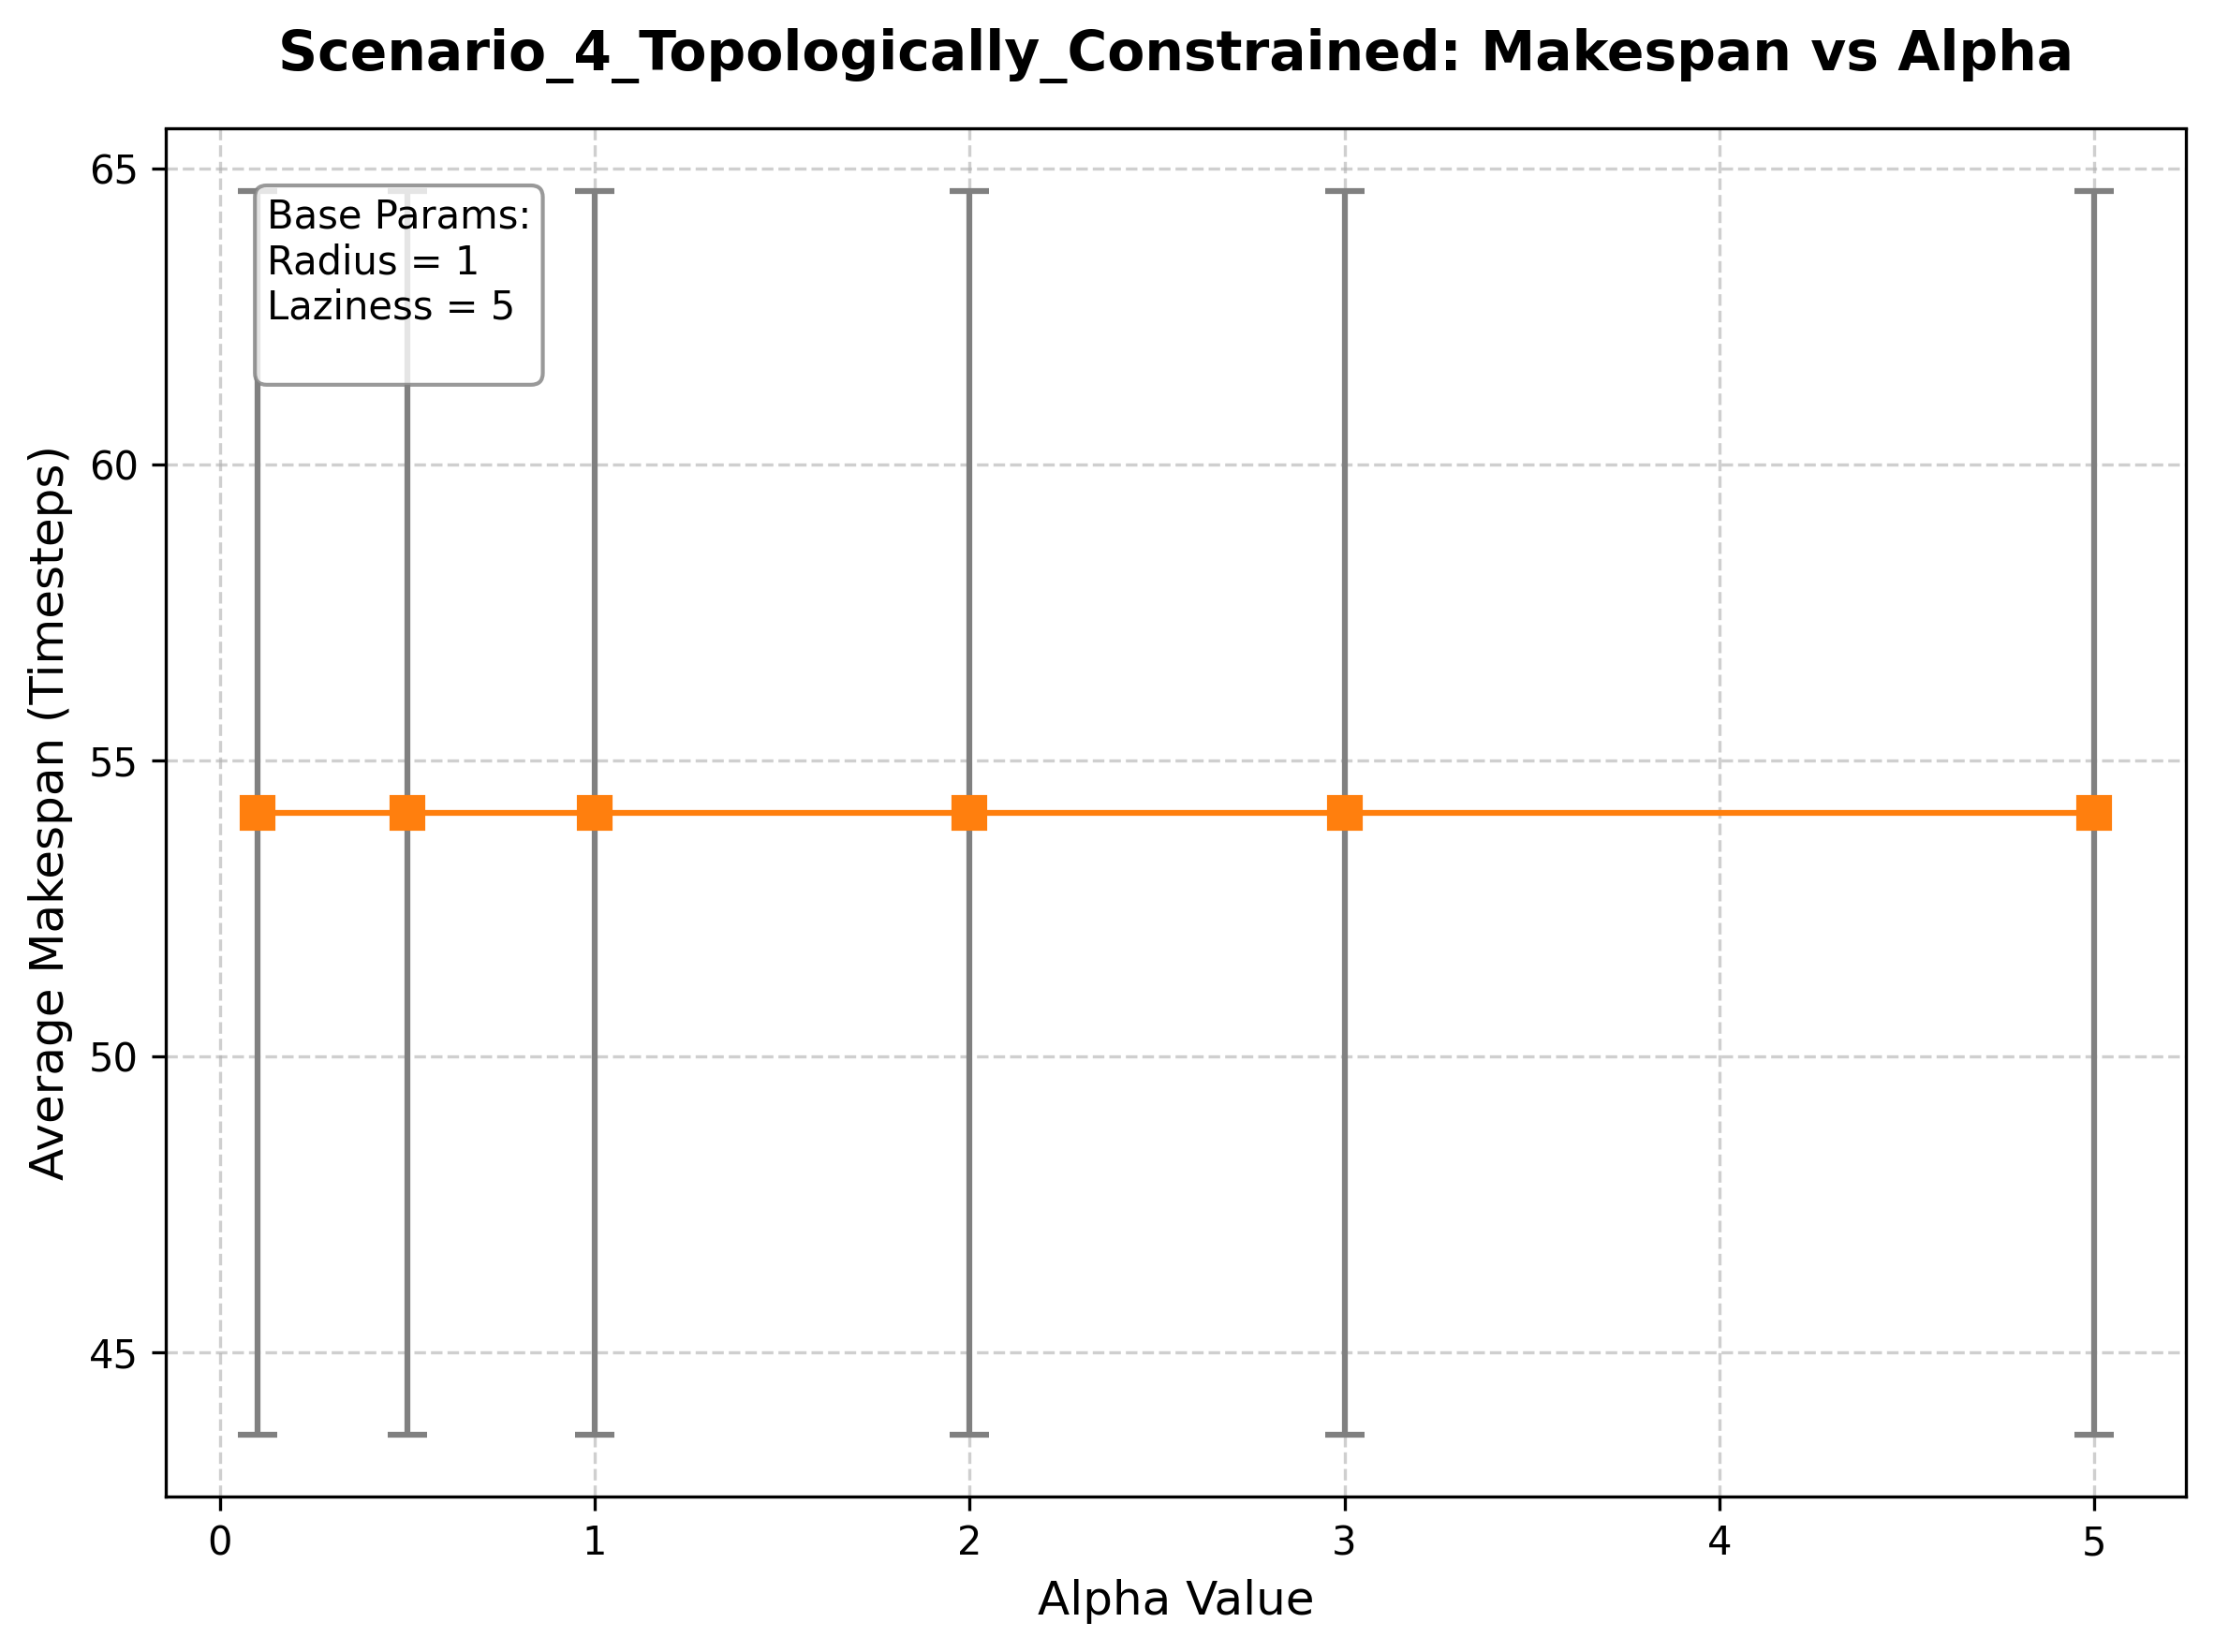 Scenario_4_Topologically_Constrained: Makespan vs Alpha
Average Makespan (Timesteps)
65
60
55
50
45
Base Params:
Radius = 1
Laziness = 5
0 1 2 3 4 5
Alpha Value